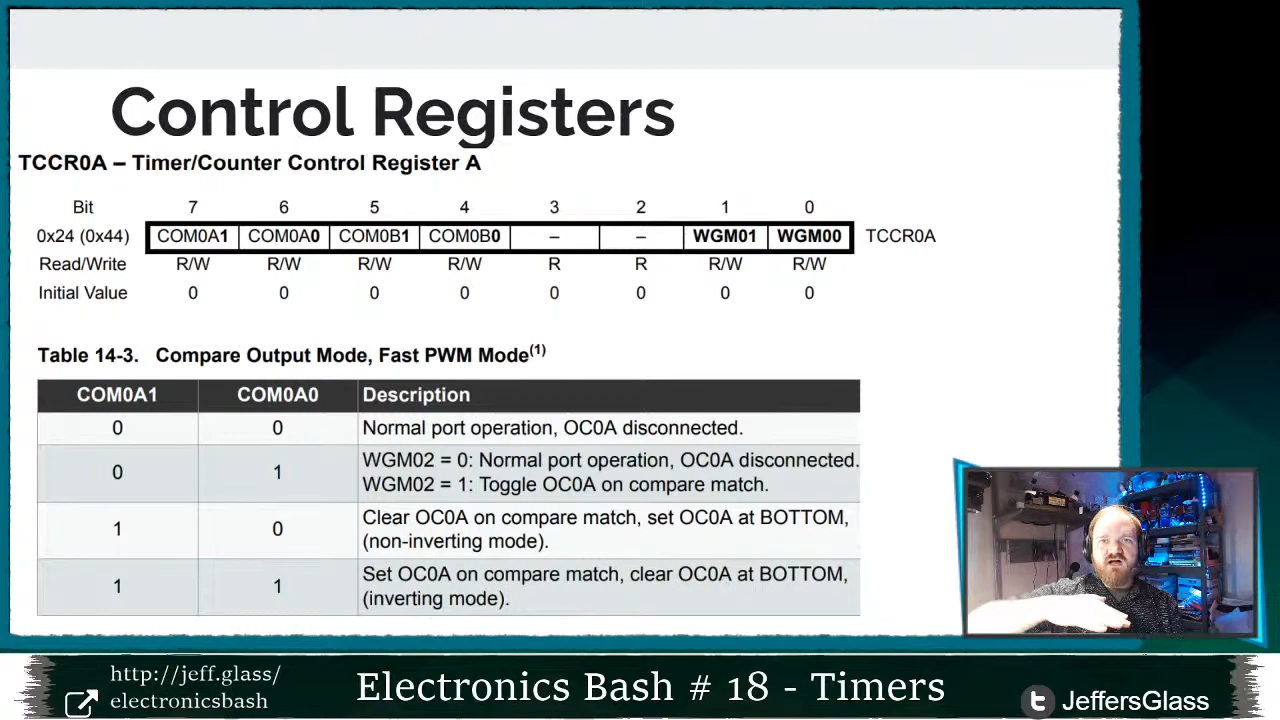 Control Registers
TCCR0A – Timer/Counter Control Register A
Bit 7 6 5 4 3 2 1 0
0x24 (0x44) COM0A1 COM0A0 COM0B1 COM0B0 – – WGM01 WGM00 TCCR0A
Read/Write R/W R/W R/W R/W R R R/W R/W
Initial Value 0 0 0 0 0 0 0 0
Table 14-3. Compare Output Mode, Fast PWM Mode(1)
COM0A1 COM0A0 Description
0 0 Normal port operation, OC0A disconnected.
0 1 WGM02 = 0: Normal port operation, OC0A disconnected.
WGM02 = 1: Toggle OC0A on compare match.
1 0 Clear OC0A on compare match, set OC0A at BOTTOM,
(non-inverting mode).
1 1 Set OC0A on compare match, clear OC0A at BOTTOM,
(inverting mode).
http://jeff.glass/
electronicsbash
Electronics Bash # 18 - Timers
JeffersGlass